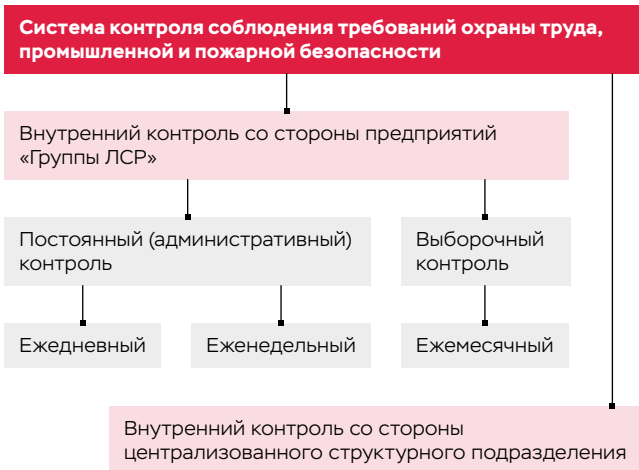 Система контроля соблюдения требований охраны труда,
промышленной и пожарной безопасности
Внутренний контроль со стороны предприятий
«Группы ЛСР»
Постоянный (административный)
контроль
Выборочный
контроль
Ежедневный
Еженедельный
Ежемесячный
Внутренний контроль со стороны
централизованного структурного подразделения